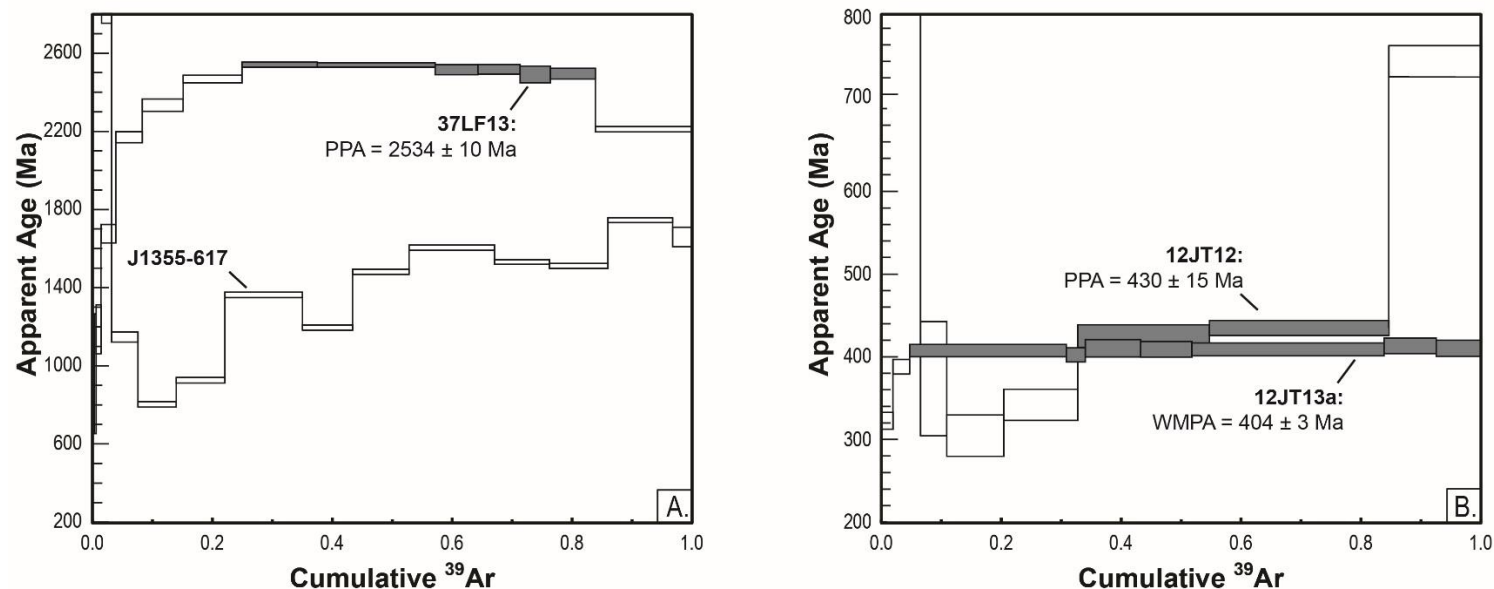 2600
2200
1800
1400
1000
600
200
Apparent Age (Ma)
37LF13:
PPA = 2534 ± 10 Ma
J1355-617
A.
0.0 0.2 0.4 0.6 0.8 1.0
Cumulative ³⁹Ar
800
700
600
500
400
300
200
Apparent Age (Ma)
12JT12:
PPA = 430 ± 15 Ma
12JT13a:
WMPA = 404 ± 3 Ma
B.
0.0 0.2 0.4 0.6 0.8 1.0
Cumulative ³⁹Ar